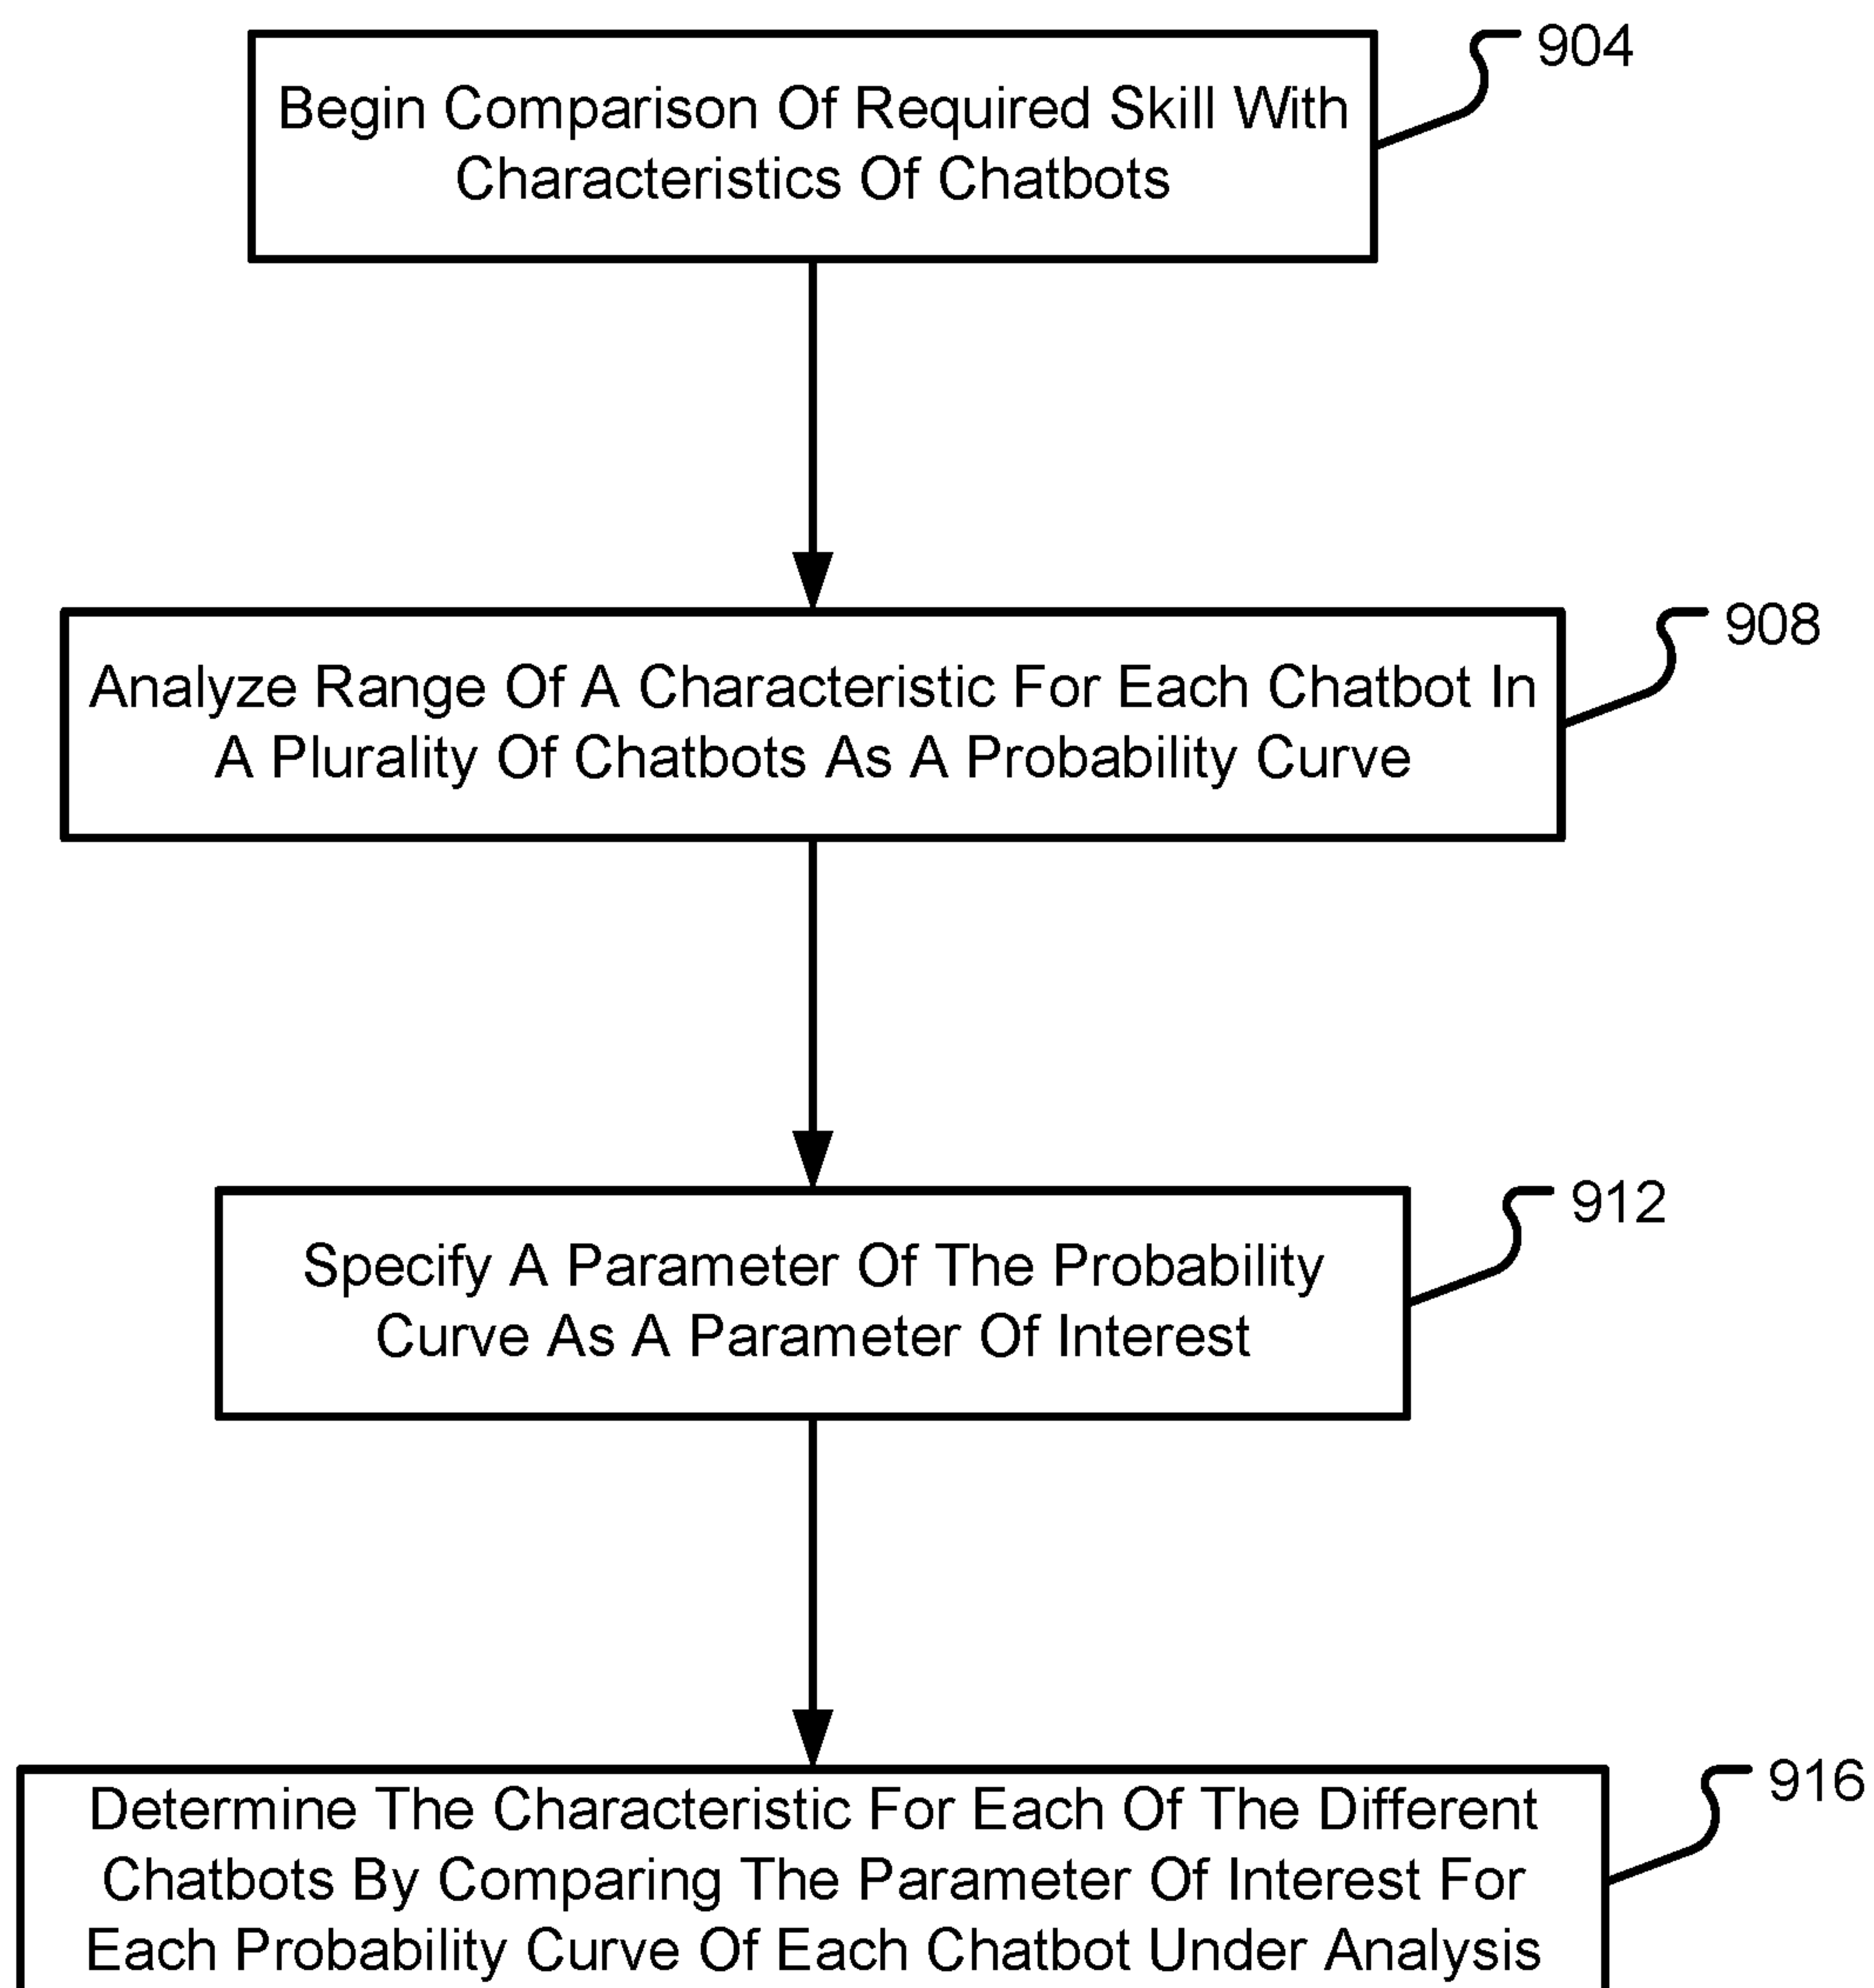 904
Begin Comparison Of Required Skill With
Characteristics Of Chatbots
908
Analyze Range Of A Characteristic For Each Chatbot In
A Plurality Of Chatbots As A Probability Curve
912
Specify A Parameter Of The Probability
Curve As A Parameter Of Interest
916
Determine The Characteristic For Each Of The Different
Chatbots By Comparing The Parameter Of Interest For
Each Probability Curve Of Each Chatbot Under Analysis